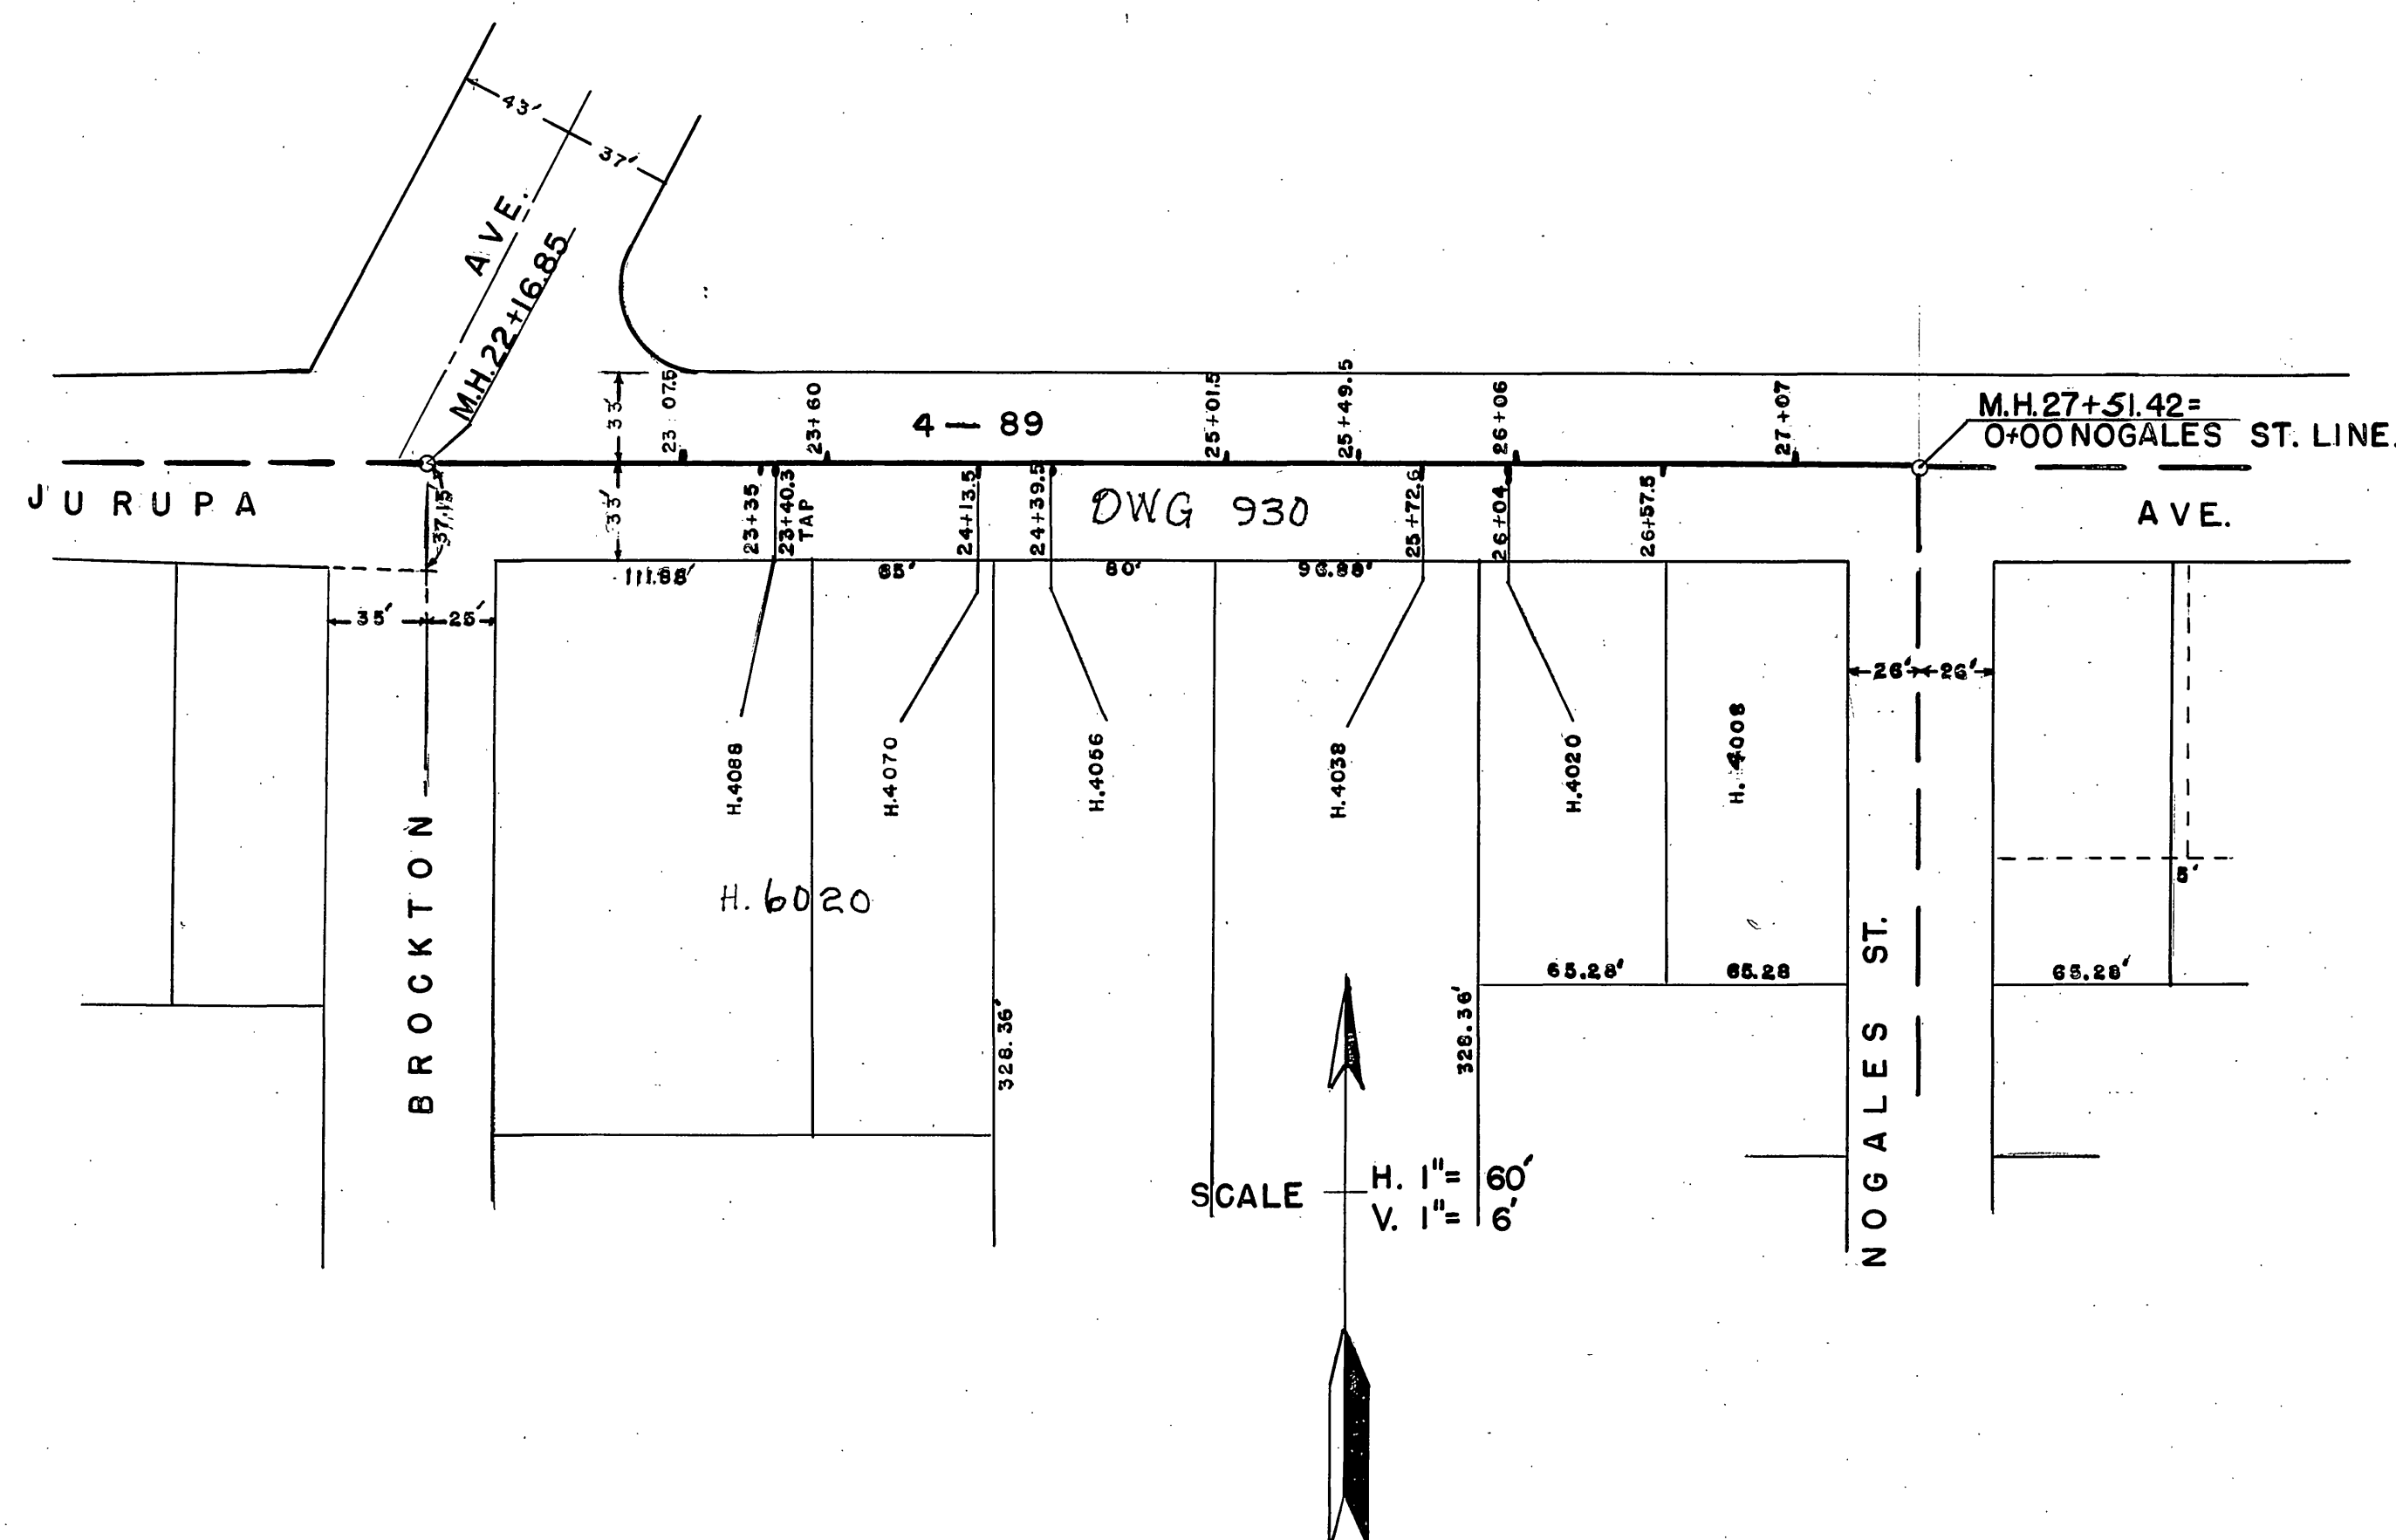 43'
37'
AVE.
M.H.22+16.85
33'
23+07.5
23+60
4 — 89
25+01.5
25+49.5
26+06
27+07
M.H.27+51.42=
0+00 NOGALES ST. LINE.
JURUPA
37.15'
33'
23+35
23+40.3
TAP
24+13.5
24+39.5
DWG 930
25+72.6
26+04
26+57.5
AVE.
111.88'
65'
80'
96.88'
35'
25'
26'
26'
H.4088
H.4070
H.4056
H.4038
H.4020
H.4008
BROCKTON
H. 6020
5'
65.28'
65.28
65.28'
328.36'
328.36'
NOGALES ST.
SCALE
H. 1"= 60'
V. 1"= 6'